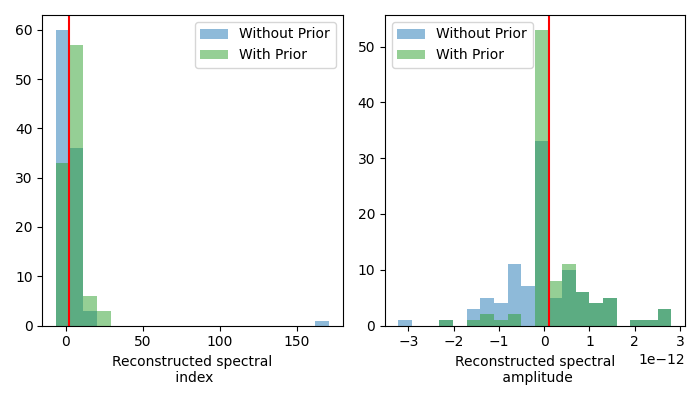 60
50
40
30
20
10
0
0
50
100
150
Without Prior
With Prior
Reconstructed spectral
index
50
40
30
20
10
0
−3
−2
−1
0
1
2
3
1e−12
Without Prior
With Prior
Reconstructed spectral
amplitude